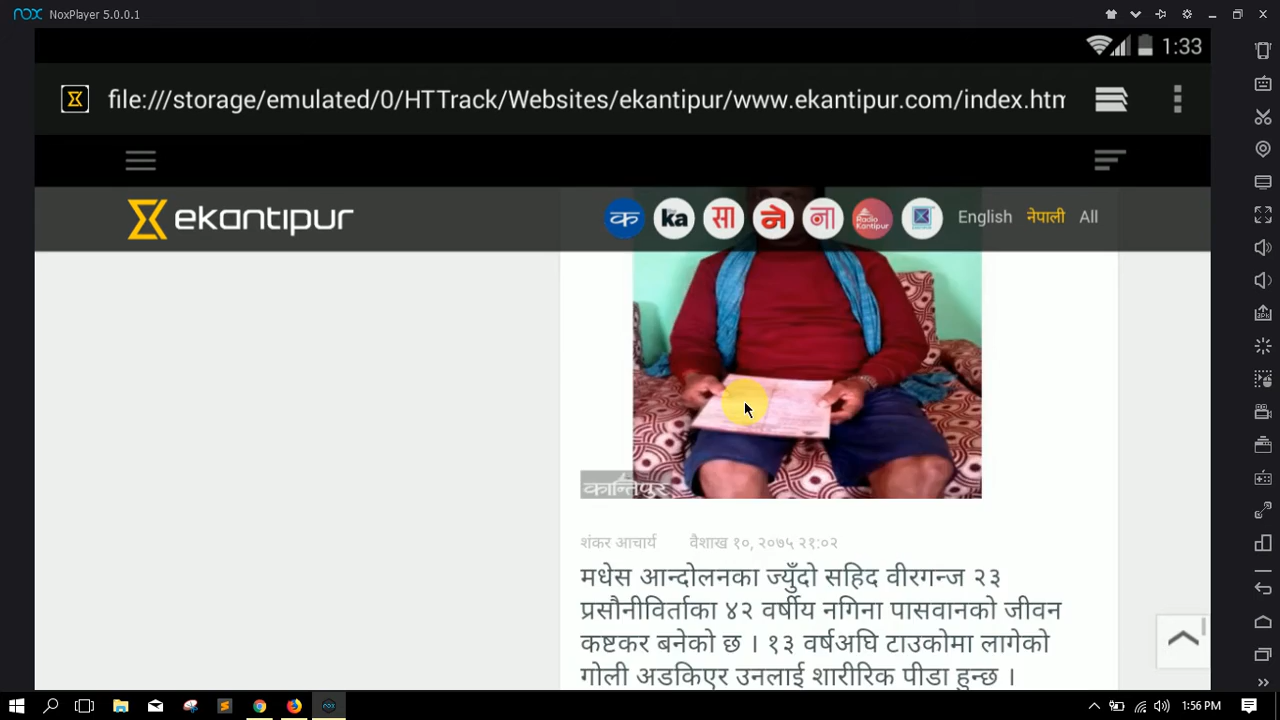 NoxPlayer 5.0.0.1
1:33
file:///storage/emulated/0/HTTrack/Websites/ekantipur/www.ekantipur.com/index.htm
ekantipur
क
ka
सा
ने
ना
Radio
Kantipur
English नेपाली All
कान्तिपुर
शंकर आचार्य वैशाख १०, २०७५ २१:०२
मधेस आन्दोलनका ज्युँदो सहिद वीरगन्ज २३
प्रसौनीविर्ताका ४२ वर्षीय नगिना पासवानको जीवन
कष्टकर बनेको छ । १३ वर्षअघि टाउकोमा लागेको
गोली अडकिएर उनलाई शारीरिक पीडा हुन्छ ।
1:56 PM